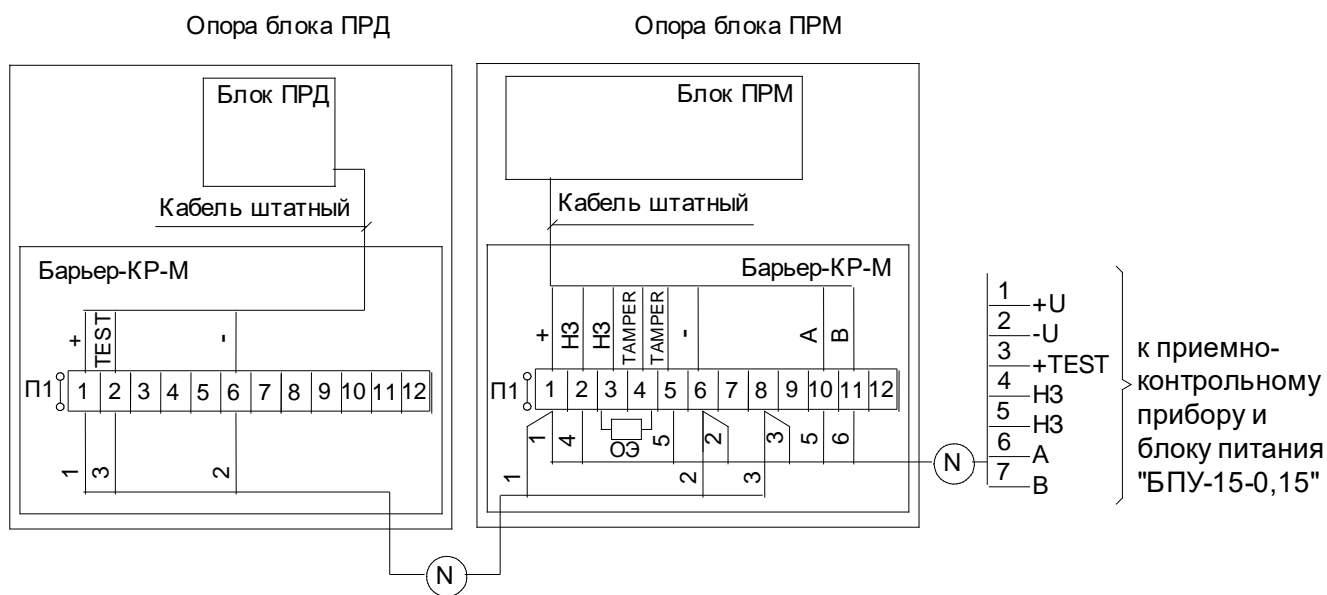 Опора блока ПРД
Опора блока ПРМ
Блок ПРД
Кабель штатный
Барьер-КР-М
+
TEST
-
П1
1 2 3 4 5 6 7 8 9 10 11 12
1
3
2
N
Блок ПРМ
Кабель штатный
Барьер-КР-М
+
НЗ
НЗ
TAMPER
TAMPER
-
A
B
П1
1 2 3 4 5 6 7 8 9 10 11 12
1 4 ОЭ 5 2 3 5 6
1 2 3
N
1 +U
2 -U
3 +TEST
4 НЗ
5 НЗ
6 A
7 B
к приемно-
контрольному
прибору и
блоку питания
"БПУ-15-0,15"